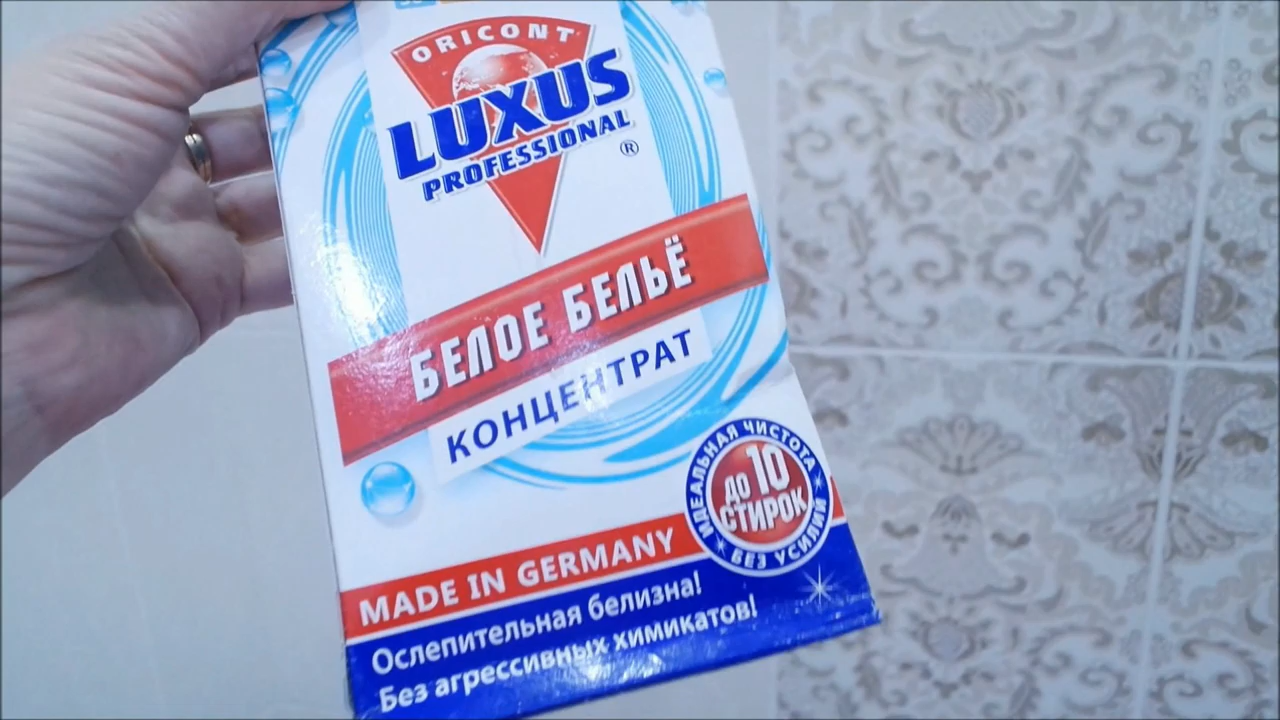 ORICONT
LUXUS
PROFESSIONAL
®
БЕЛОЕ БЕЛЬЁ
КОНЦЕНТРАТ
ИДЕАЛЬНАЯ ЧИСТОТА
ДО 10
СТИРОК
БЕЗ УСИЛИЙ
MADE IN GERMANY
Ослепительная белизна!
Без агрессивных химикатов!